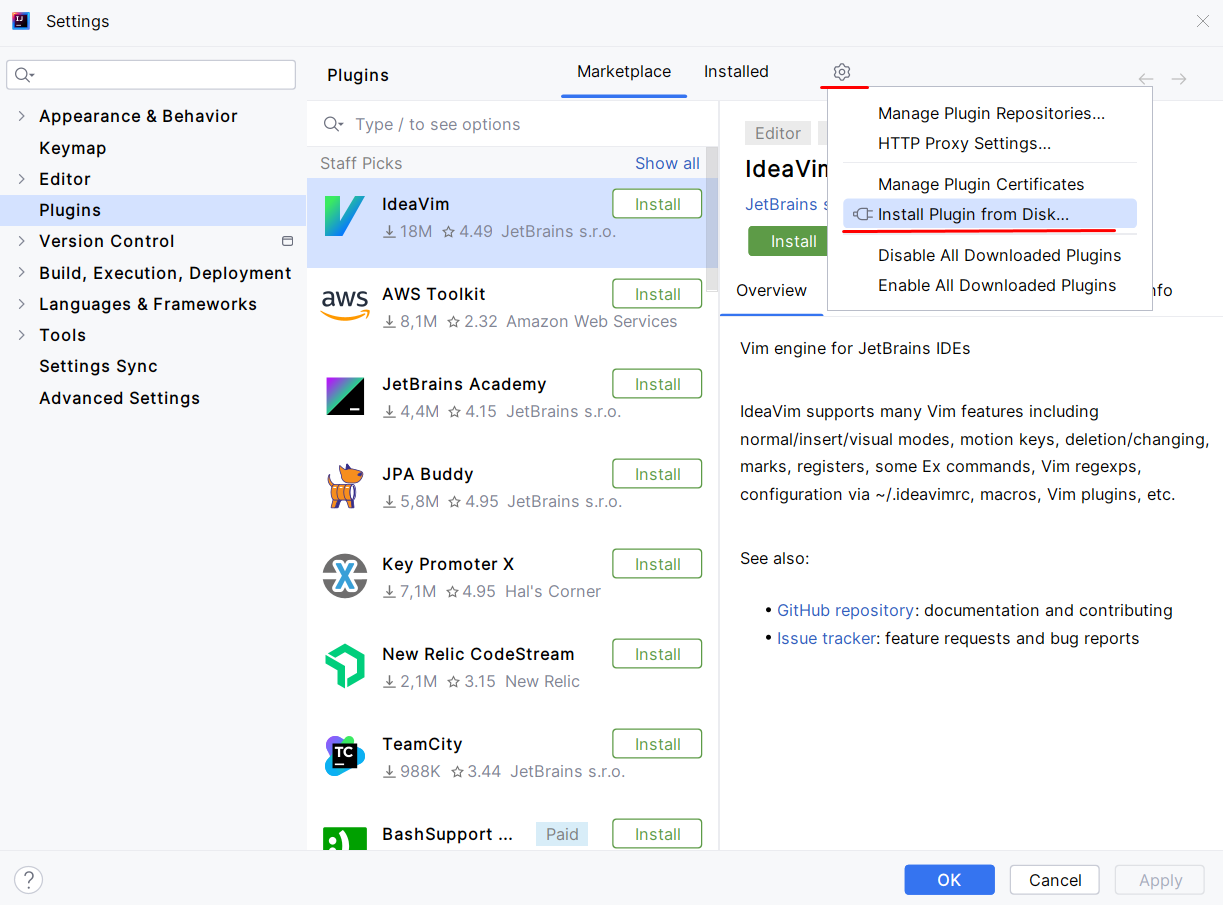 Settings
Appearance & Behavior
Keymap
Editor
Plugins
Version Control
Build, Execution, Deployment
Languages & Frameworks
Tools
Settings Sync
Advanced Settings
Plugins
Marketplace
Installed
Type / to see options
Staff Picks
Show all
IdeaVim
Install
18M 4.49 JetBrains s.r.o.
aws
AWS Toolkit
Install
8,1M 2.32 Amazon Web Services
JetBrains Academy
Install
4,4M 4.15 JetBrains s.r.o.
JPA Buddy
Install
5,8M 4.95 JetBrains s.r.o.
Key Promoter X
Install
7,1M 4.95 Hal's Corner
New Relic CodeStream
Install
2,1M 3.15 New Relic
TC
TeamCity
Install
988K 3.44 JetBrains s.r.o.
BashSupport ...
Paid
Install
Manage Plugin Repositories...
HTTP Proxy Settings...
Manage Plugin Certificates
Install Plugin from Disk...
Disable All Downloaded Plugins
Enable All Downloaded Plugins
Editor
IdeaVim
JetBrains s
Install
Overview
nfo
Vim engine for JetBrains IDEs
IdeaVim supports many Vim features including
normal/insert/visual modes, motion keys, deletion/changing,
marks, registers, some Ex commands, Vim regexps,
configuration via ~/.ideavimrc, macros, Vim plugins, etc.
See also:
• GitHub repository: documentation and contributing
• Issue tracker: feature requests and bug reports
?
OK
Cancel
Apply